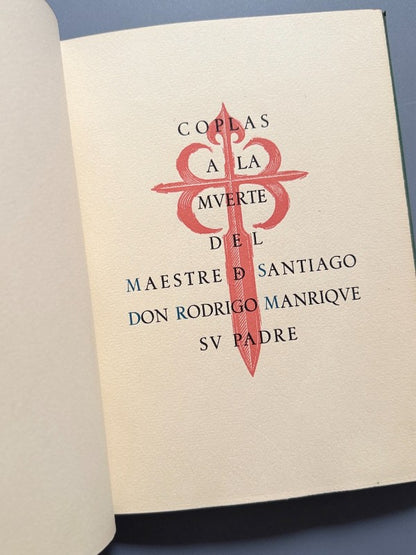 COPLAS
A LA
MVERTE
DEL
MAESTRE D SANTIAGO
DON RODRIGO MANRIQVE
SV PADRE